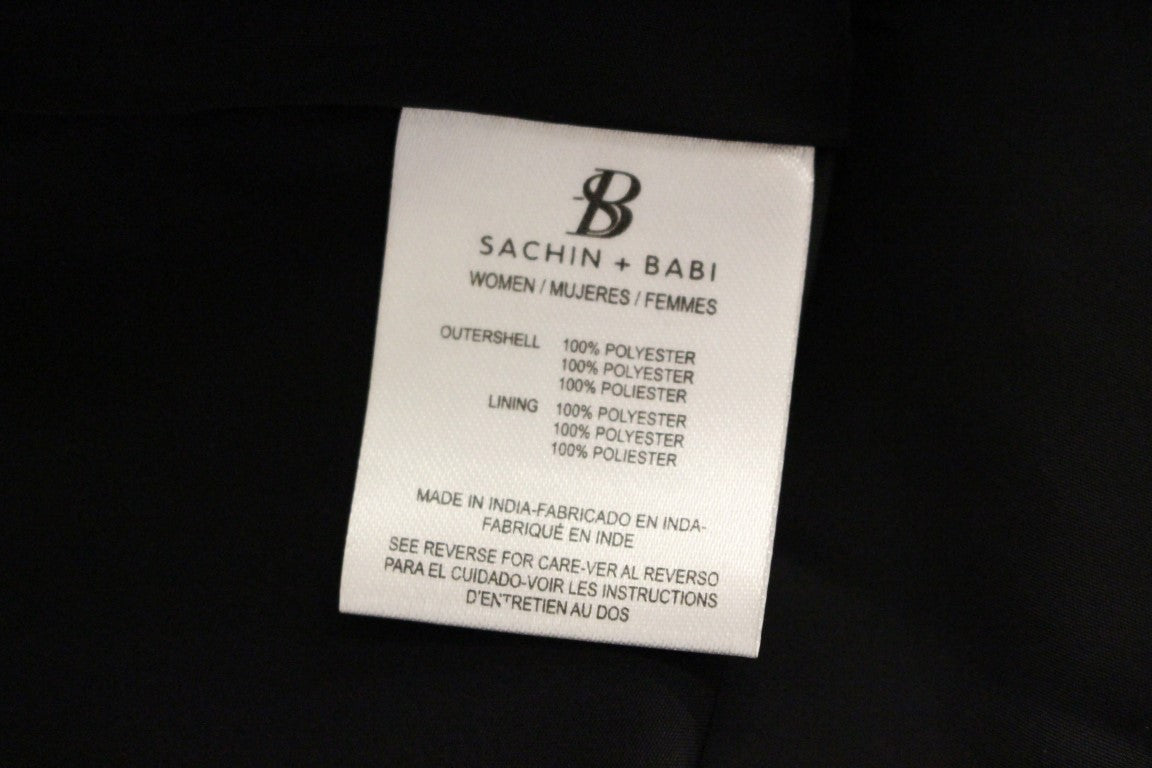 SB
SACHIN + BABI
WOMEN / MUJERES / FEMMES
OUTERSHELL 100% POLYESTER
100% POLYESTER
100% POLIESTER
LINING 100% POLYESTER
100% POLYESTER
100% POLIESTER
MADE IN INDIA-FABRICADO EN INDA-
FABRIQUÉ EN INDE
SEE REVERSE FOR CARE-VER AL REVERSO
PARA EL CUIDADO-VOIR LES INSTRUCTIONS
D'ENTRETIEN AU DOS